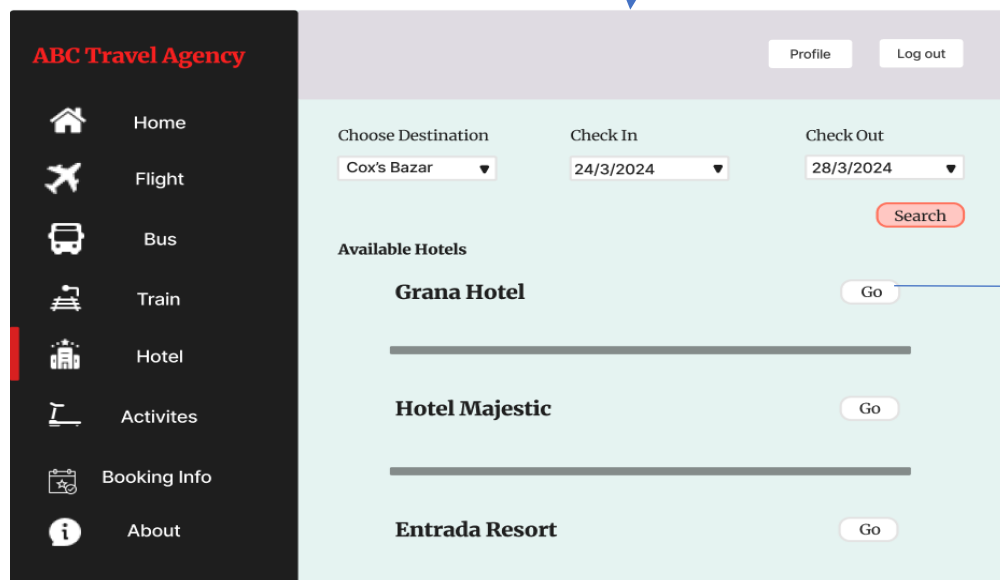 ABC Travel Agency
Home
Flight
Bus
Train
Hotel
Activites
Booking Info
About
Profile
Log out
Choose Destination
Check In
Check Out
Cox's Bazar
24/3/2024
28/3/2024
Search
Available Hotels
Grana Hotel
Go
Hotel Majestic
Go
Entrada Resort
Go